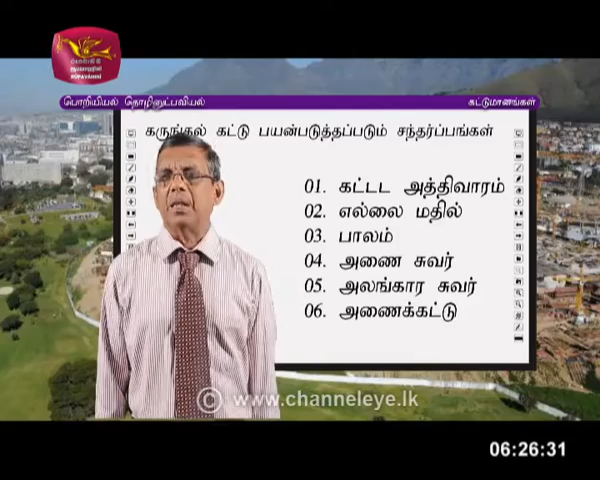 RUPAVAHINI
பொறியியல் தொழினுட்பவியல்
கட்டுமானங்கள்
கருங்கல் கட்டு பயன்படுத்தப்படும் சந்தர்ப்பங்கள்
01. கட்டட அத்திவாரம்
02. எல்லை மதில்
03. பாலம்
04. அணை சுவர்
05. அலங்கார சுவர்
06. அணைக்கட்டு
© www.channeleye.lk
06:26:31